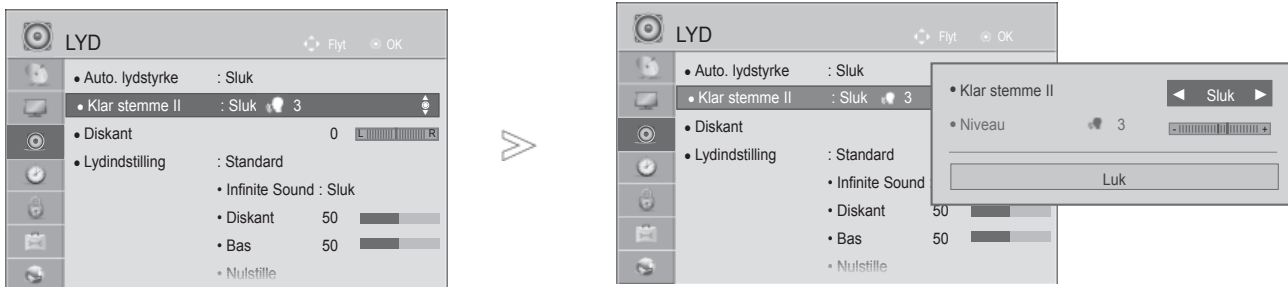 LYD Flyt OK
• Auto. lydstyrke : Sluk
• Klar stemme II : Sluk 3
• Diskant 0 L R
• Lydindstilling : Standard
• Infinite Sound : Sluk
• Diskant 50
• Bas 50
• Nulstille
LYD Flyt OK
• Auto. lydstyrke : Sluk
• Klar stemme II : Sluk 3
• Diskant
• Lydindstilling : Standard
• Infinite Sound :
• Diskant 50
• Bas 50
• Nulstille
• Klar stemme II ◄ Sluk ►
• Niveau 3 - +
Luk